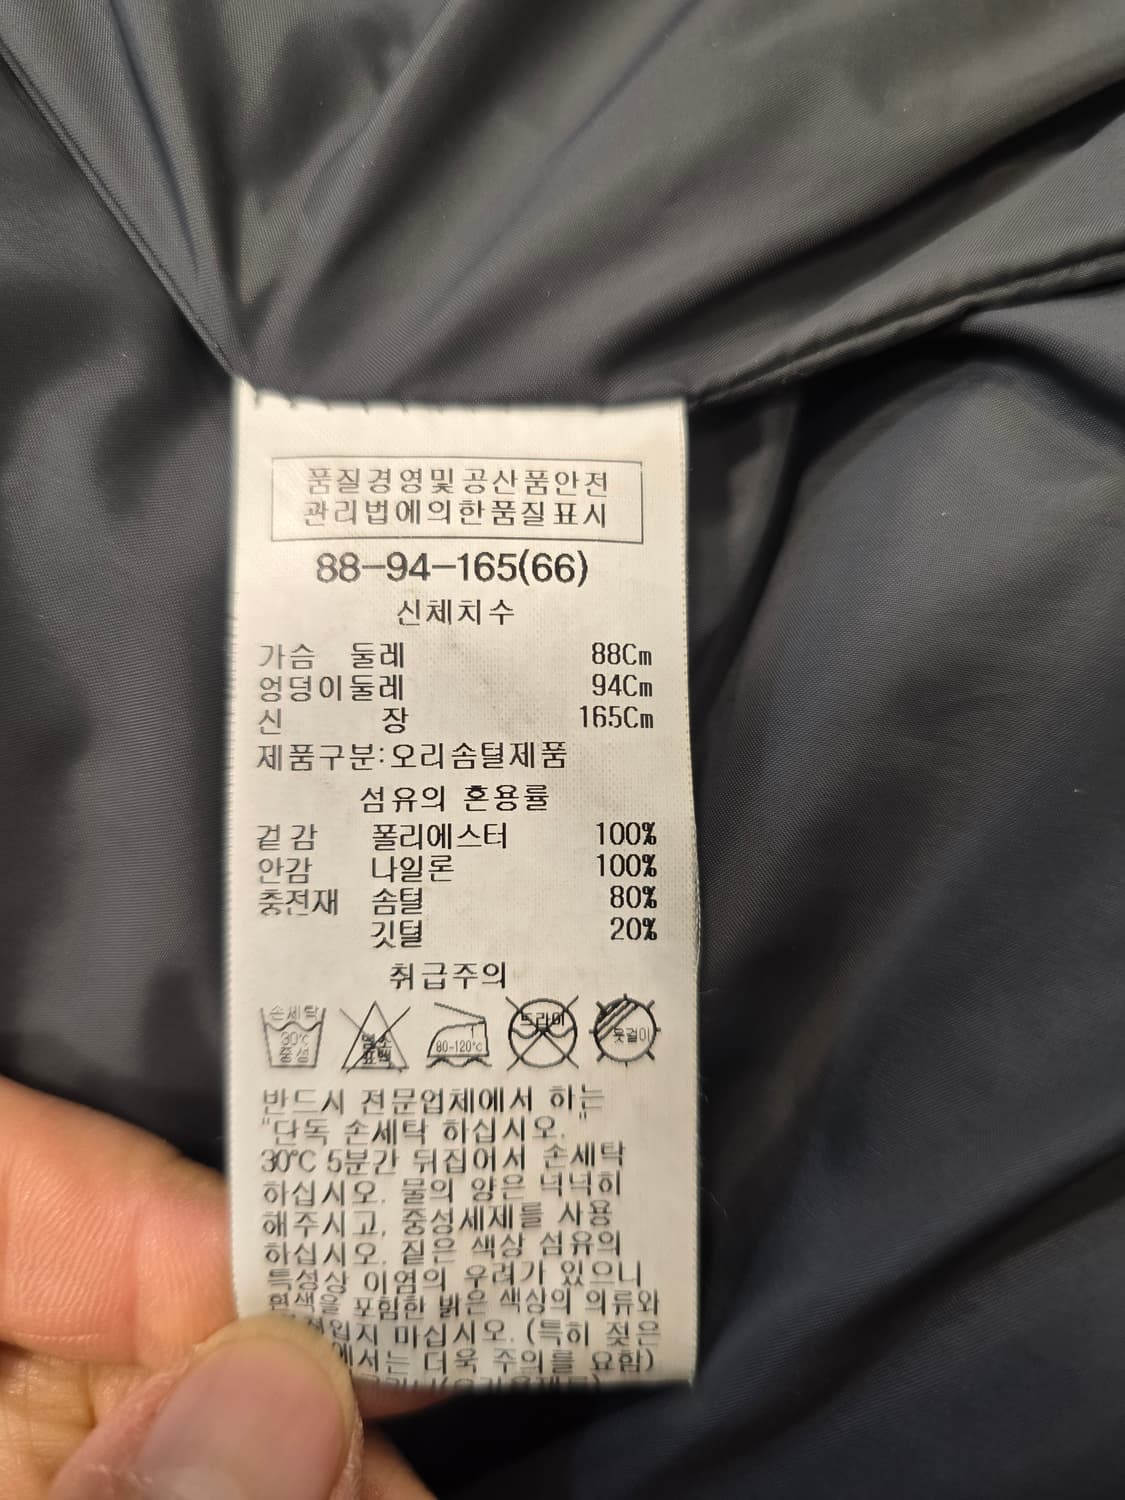 품질경영및공산품안전
관리법에의한품질표시
88-94-165(66)
신체치수
가슴 둘레 88Cm
엉덩이둘레 94Cm
신 장 165Cm
제품구분:오리솜털제품
섬유의 혼용률
겉감 폴리에스터 100%
안감 나일론 100%
충전재 솜털 80%
깃털 20%
취급주의
손세탁 30℃ 중성
염소 표백
80-120℃
드라이
옷걸이
반드시 전문업체에서 하는
"단독 손세탁 하십시오."
30℃ 5분간 뒤집어서 손세탁
하십시오. 물의 양은 넉넉히
해주시고, 중성세제를 사용
하십시오. 짙은 색상 섬유의
특성상 이염의 우려가 있으니
흰색을 포함한 밝은 색상의 의류와
마십시오. (특히 젖은
더욱 주의를 요함)